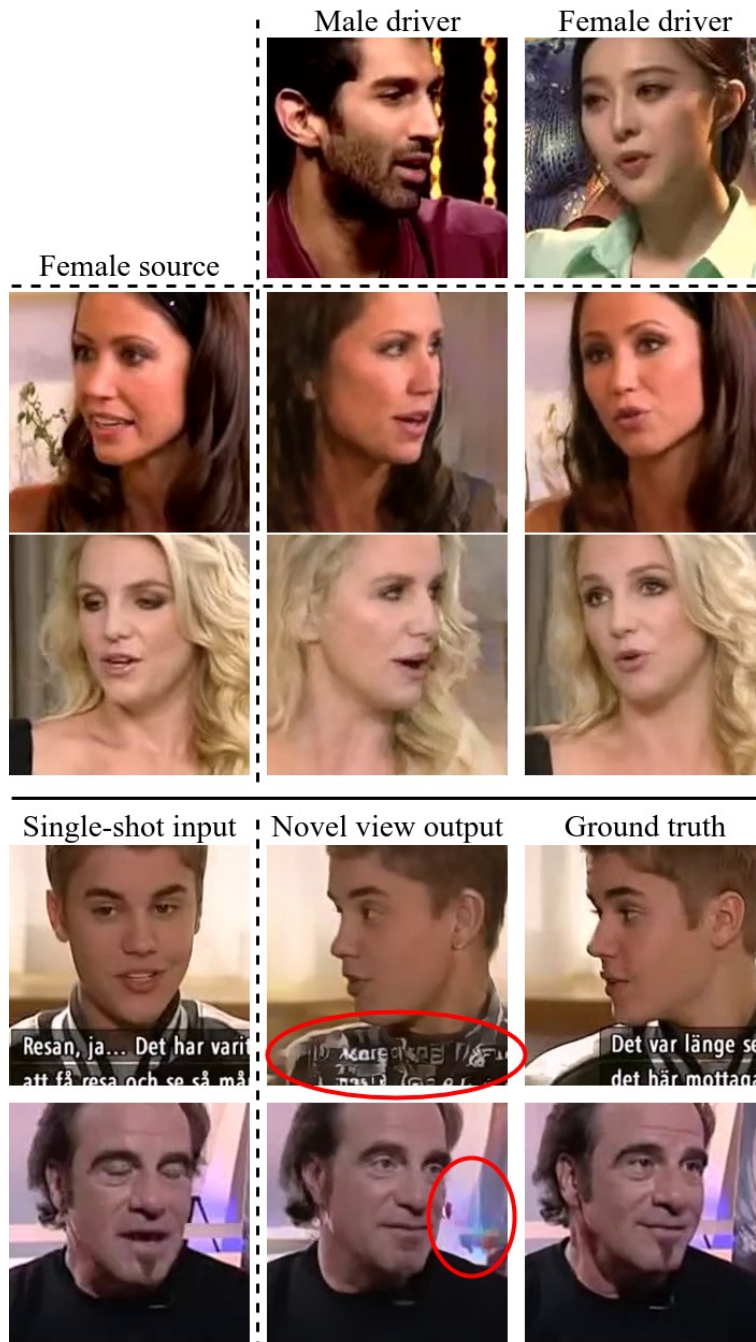 Male driver
Female driver
Female source
Single-shot input
Novel view output
Ground truth
Resan, ja... Det har varit
att få resa och se så mån
Det var länge se
det här mottaga